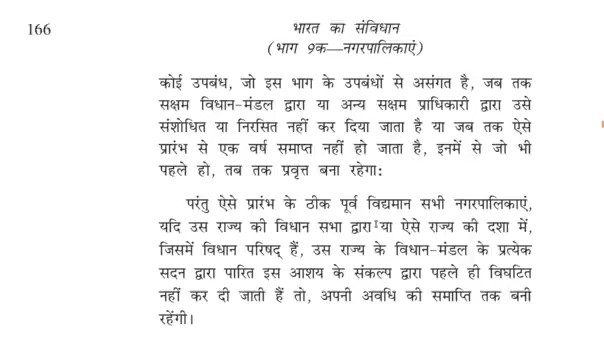 166
भारत का संविधान
(भाग 9क—नगरपालिकाएं)
कोई उपबंध, जो इस भाग के उपबंधों से असंगत है, जब तक
सक्षम विधान-मंडल द्वारा या अन्य सक्षम प्राधिकारी द्वारा उसे
संशोधित या निरसित नहीं कर दिया जाता है या जब तक ऐसे
प्रारंभ से एक वर्ष समाप्त नहीं हो जाता है, इनमें से जो भी
पहले हो, तब तक प्रवृत्त बना रहेगा:
परंतु ऐसे प्रारंभ के ठीक पूर्व विद्यमान सभी नगरपालिकाएं,
यदि उस राज्य की विधान सभा द्वारा या ऐसे राज्य की दशा में,
जिसमें विधान परिषद् हैं, उस राज्य के विधान-मंडल के प्रत्येक
सदन द्वारा पारित इस आशय के संकल्प द्वारा पहले ही विघटित
नहीं कर दी जाती हैं तो, अपनी अवधि की समाप्ति तक बनी
रहेंगी।